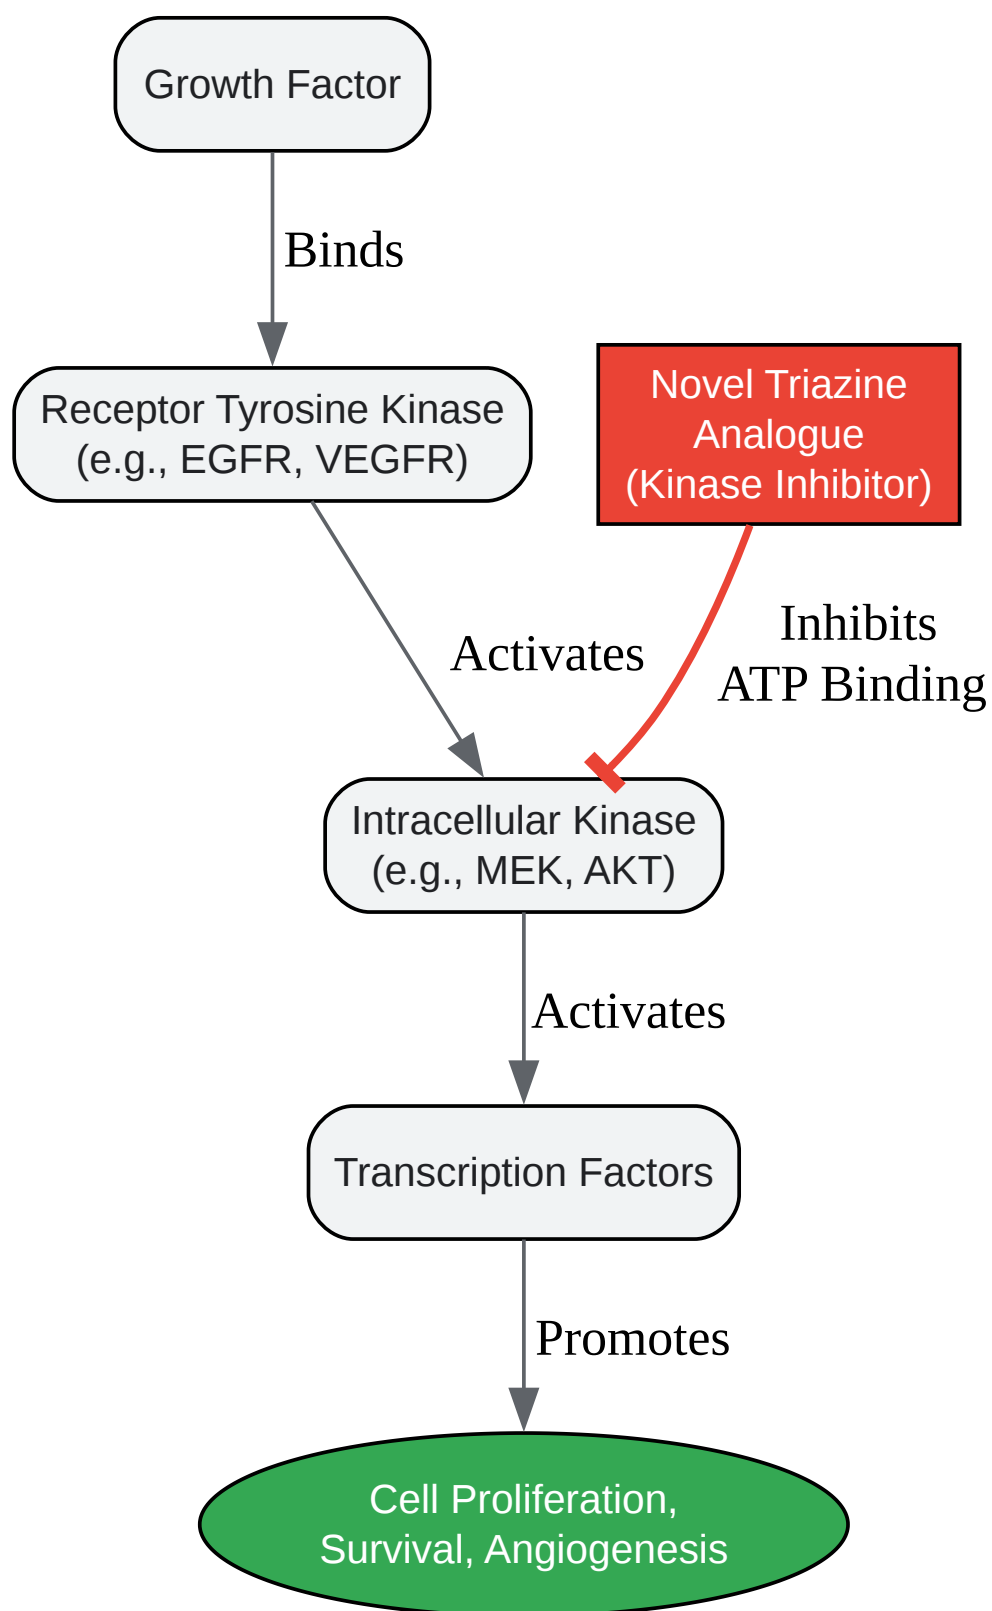 Growth Factor
Binds
Receptor Tyrosine Kinase
(e.g., EGFR, VEGFR)
Novel Triazine
Analogue
(Kinase Inhibitor)
Activates
Inhibits
ATP Binding
Intracellular Kinase
(e.g., MEK, AKT)
Activates
Transcription Factors
Promotes
Cell Proliferation,
Survival, Angiogenesis